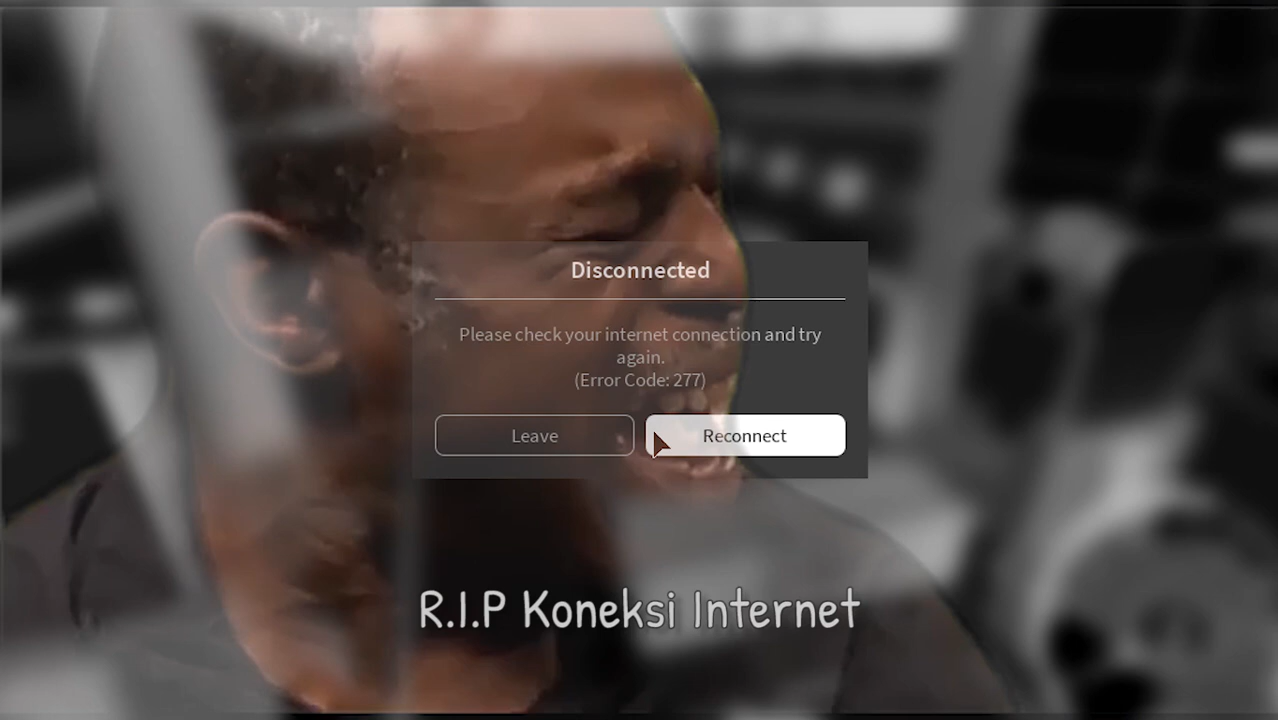 Disconnected
Please check your internet connection and try
again.
(Error Code: 277)
Leave
Reconnect
R.I.P Koneksi Internet